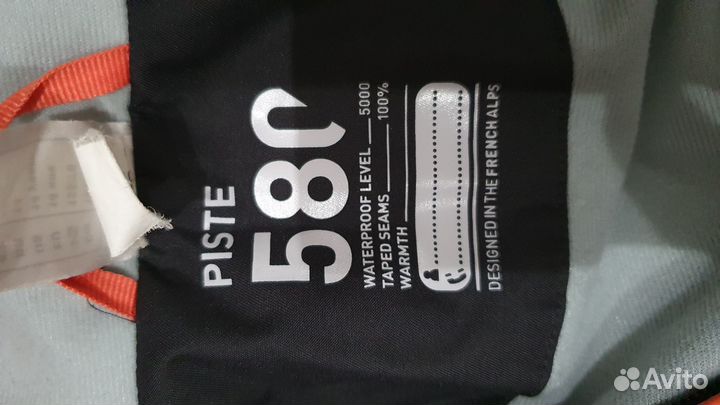 PISTE
580
WATERPROOF LEVEL 5000
TAPED SEAMS 100%
WARMTH
DESIGNED IN THE FRENCH ALPS
Avito